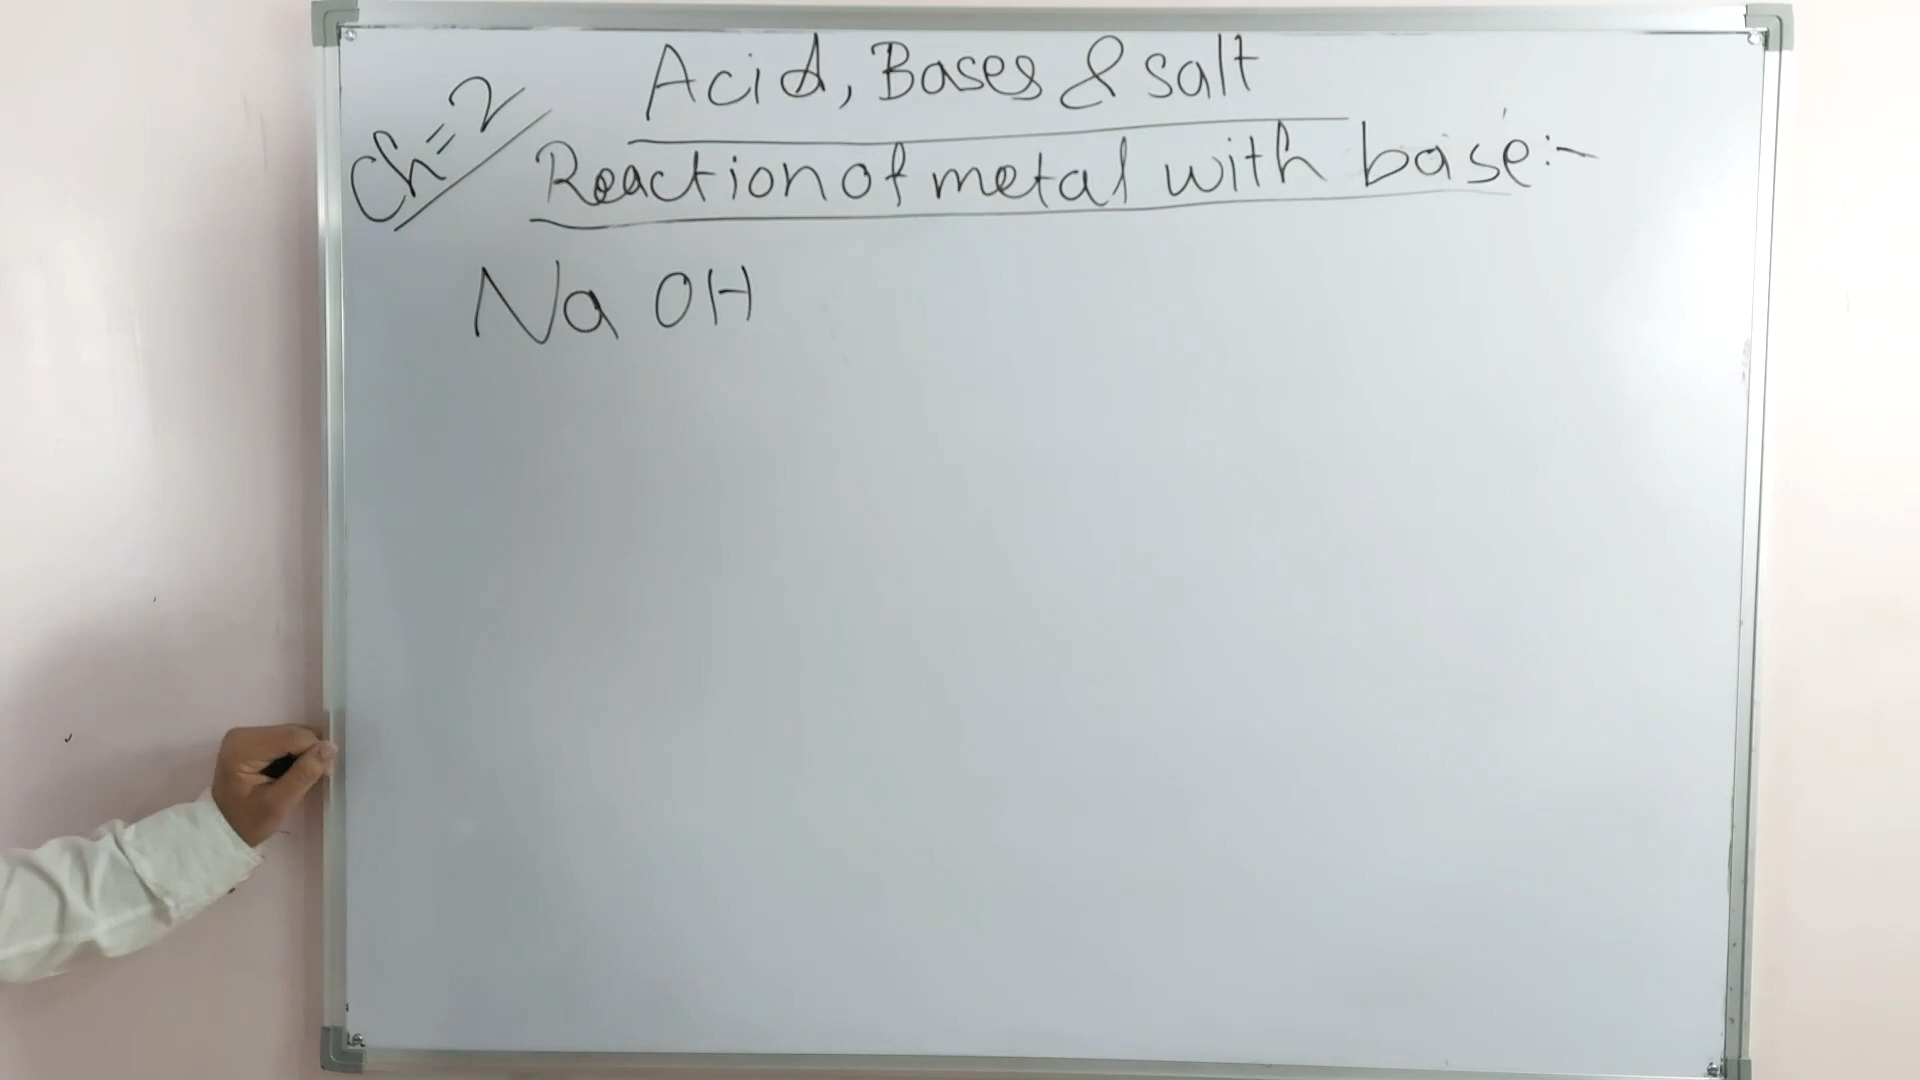 Ch=2
Acid, Bases & salt
Reaction of metal with base:-
Na OH